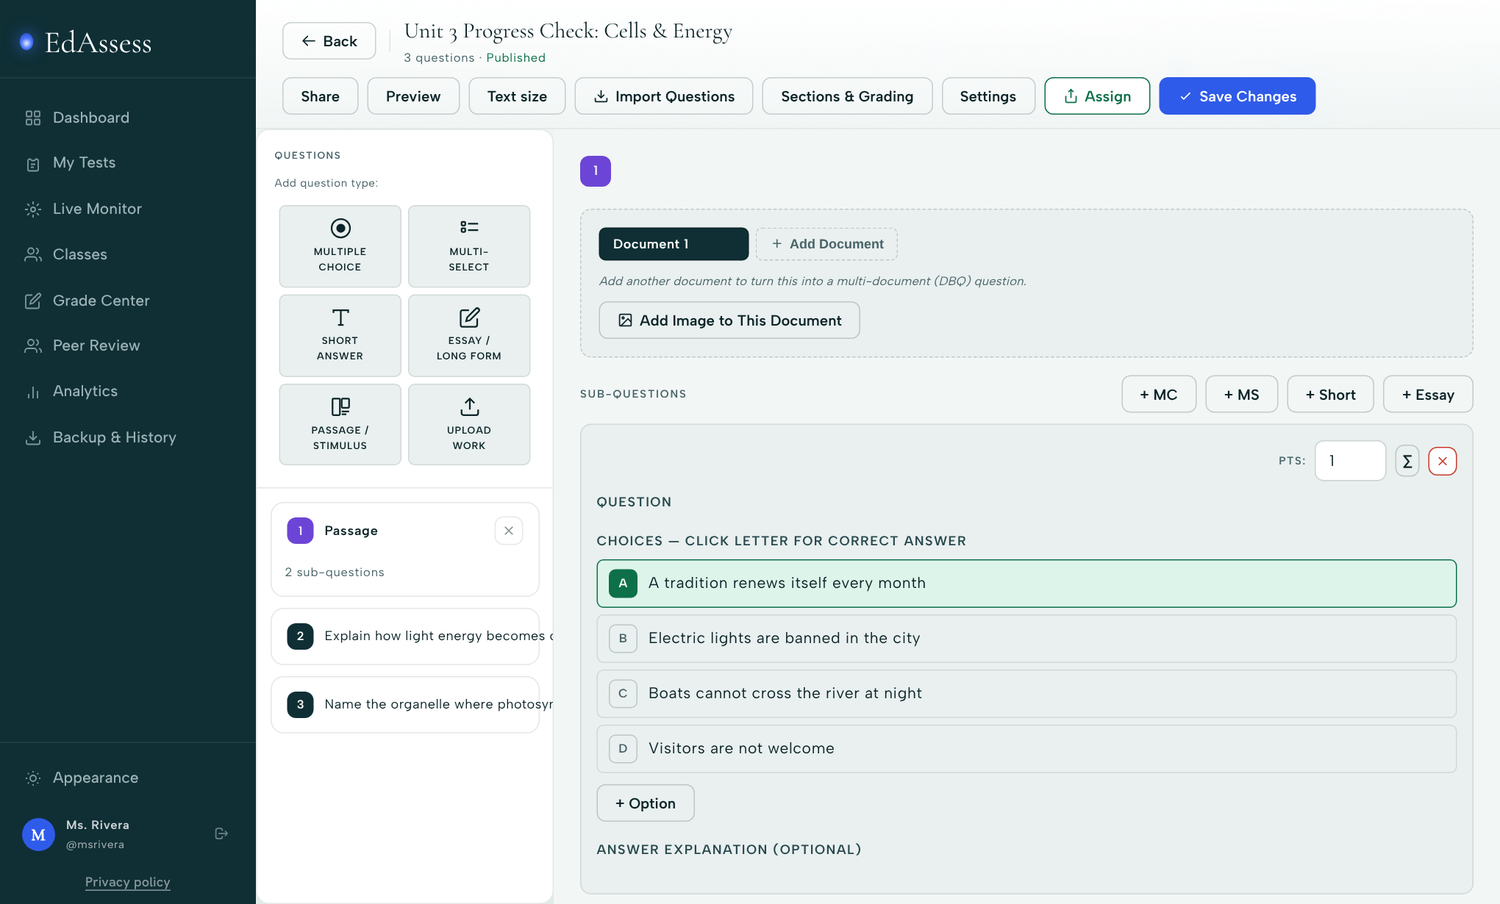 EdAssess
Dashboard
My Tests
Live Monitor
Classes
Grade Center
Peer Review
Analytics
Backup & History
Appearance
M
Ms. Rivera
@msrivera
Privacy policy
Back
Unit 3 Progress Check: Cells & Energy
3 questions · Published
Share
Preview
Text size
Import Questions
Sections & Grading
Settings
Assign
Save Changes
QUESTIONS
Add question type:
MULTIPLE
CHOICE
MULTI-
SELECT
SHORT
ANSWER
ESSAY /
LONG FORM
PASSAGE /
STIMULUS
UPLOAD
WORK
1
Passage
2 sub-questions
2
Explain how light energy becomes
3
Name the organelle where
1
Document 1
+ Add Document
Add another document to turn this into a multi-document (DBQ) question.
Add Image to This Document
SUB-QUESTIONS
+ MC
+ MS
+ Short
+ Essay
PTS:
1
Σ
QUESTION
CHOICES — CLICK LETTER FOR CORRECT ANSWER
A
A tradition renews itself every month
B
Electric lights are banned in the city
C
Boats cannot cross the river at night
D
Visitors are not welcome
+ Option
ANSWER EXPLANATION (OPTIONAL)